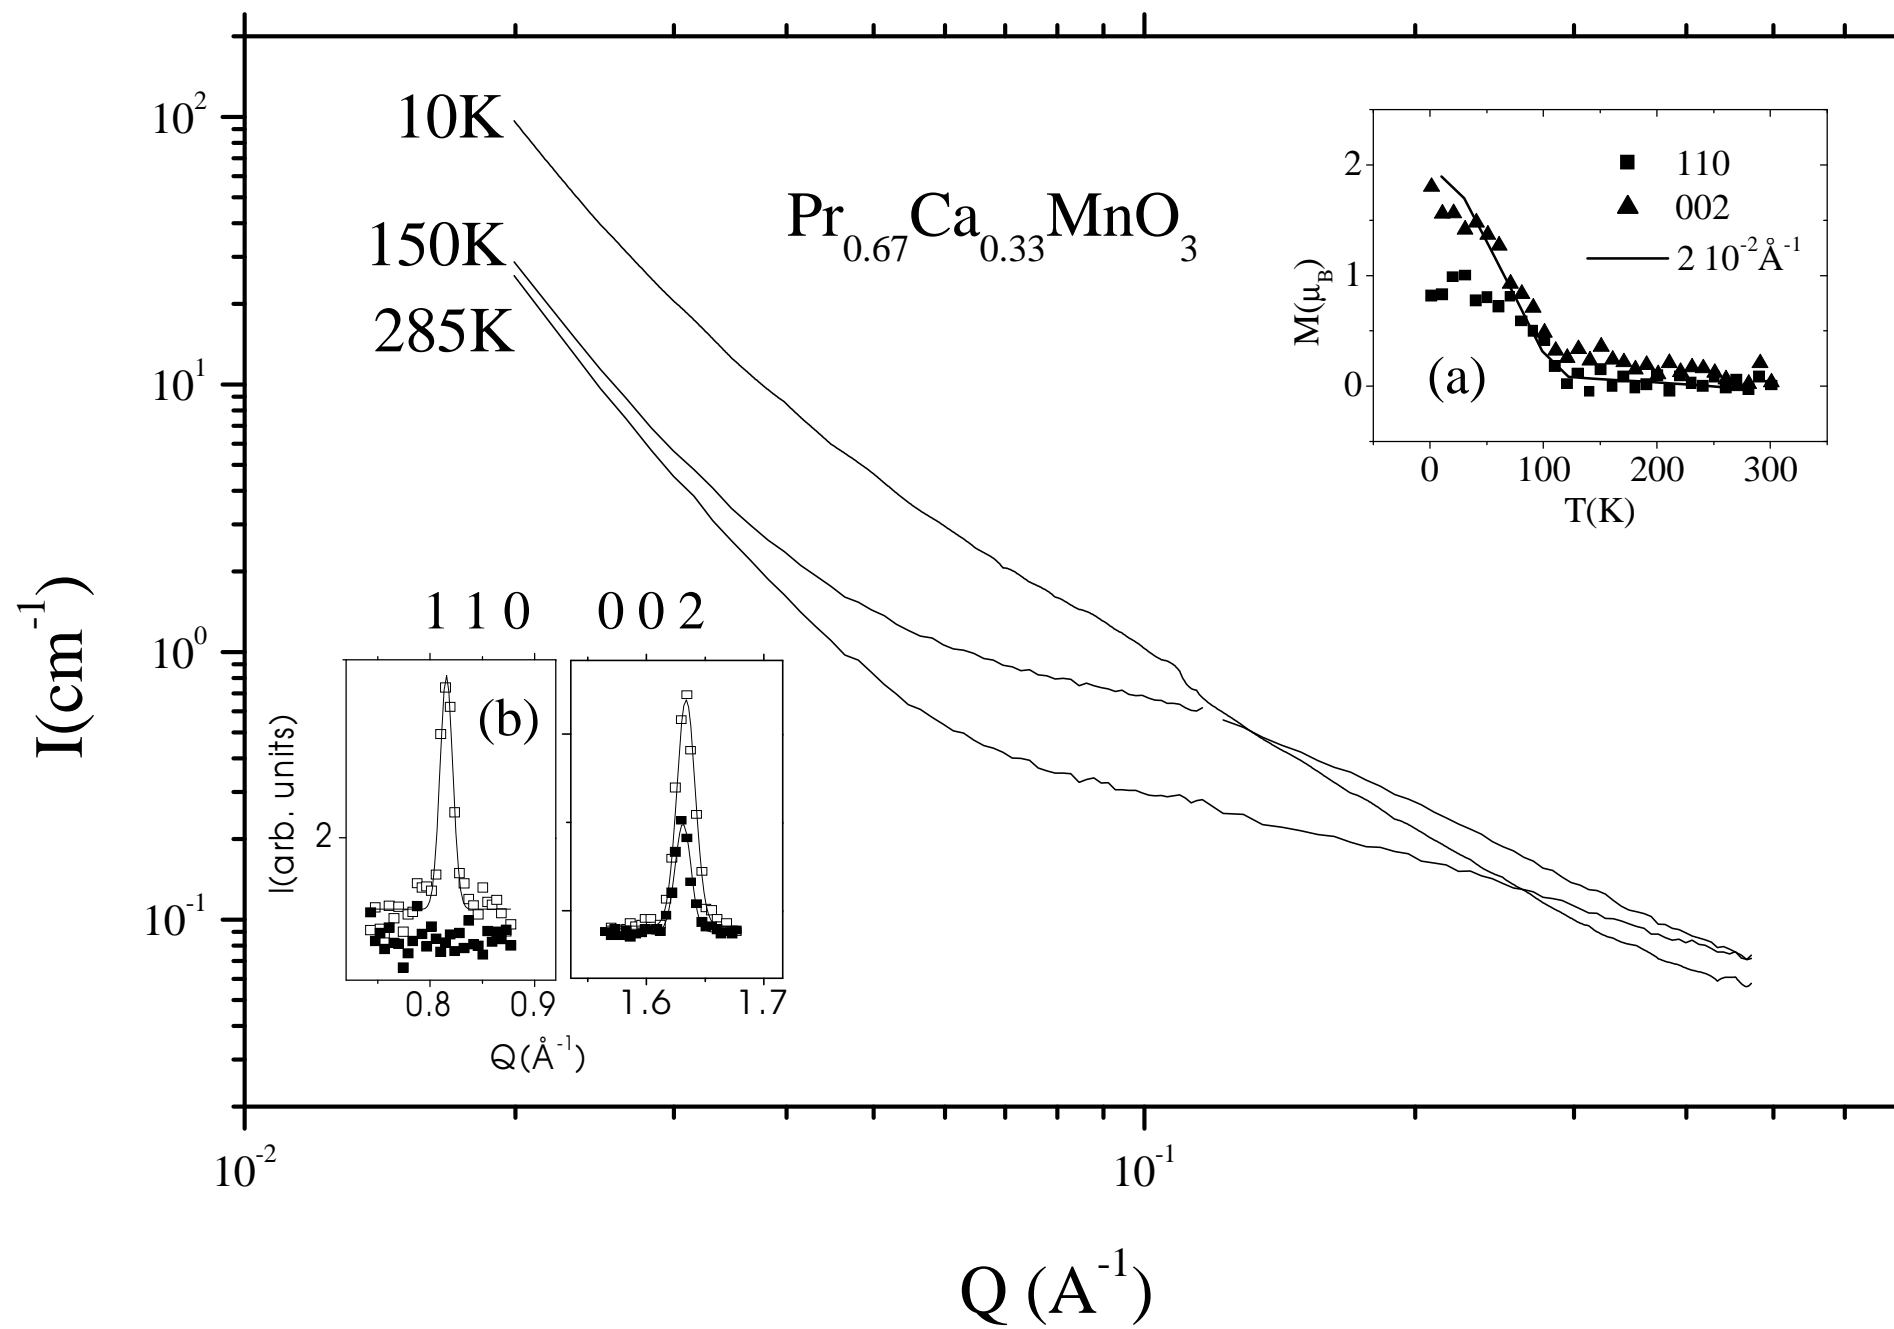 10²
10¹
10⁰
10⁻¹
I(cm⁻¹)
10K
150K
285K
Pr₀.₆₇Ca₀.₃₃MnO₃
2
1
0
M(μ_B)
110
002
2 10⁻²Å⁻¹
(a)
0 100 200 300
T(K)
1 1 0 0 0 2
(b)
I(arb. units)
2
0.8 0.9 1.6 1.7
Q(Å⁻¹)
10⁻² 10⁻¹
Q (A⁻¹)